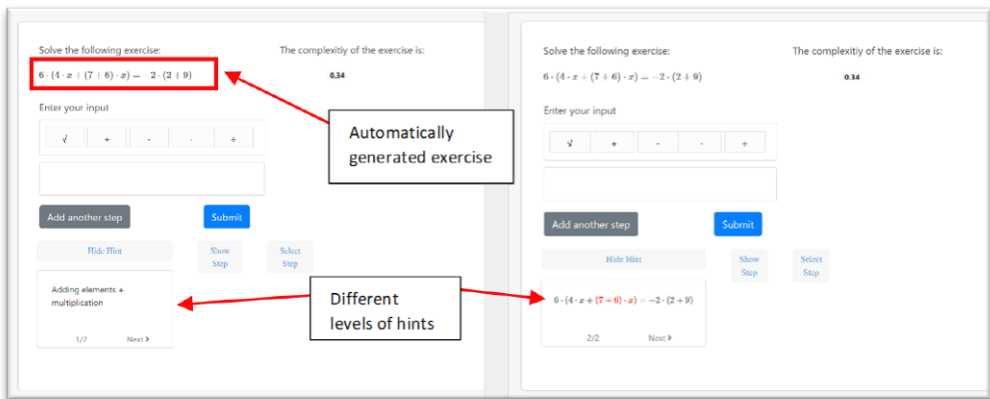 Solve the following exercise:
The complexitiy of the exercise is:
6 · (4 · x + (7 + 6) · x) = −2 · (2 + 9)
0.34
Enter your input
√ + - · ÷
Add another step
Submit
Hide Hint
Show
Step
Select
Step
Adding elements +
multiplication
1/2
Next >
Automatically
generated exercise
Different
levels of hints
Solve the following exercise:
The complexitiy of the exercise is:
6 · (4 · x + (7 + 6) · x) = −2 · (2 + 9)
0.34
Enter your input
√ + - · ÷
Add another step
Submit
Hide Hint
Show
Step
Select
Step
6 · (4 · x + (7 + 6) · x) = −2 · (2 + 9)
2/2
Next >